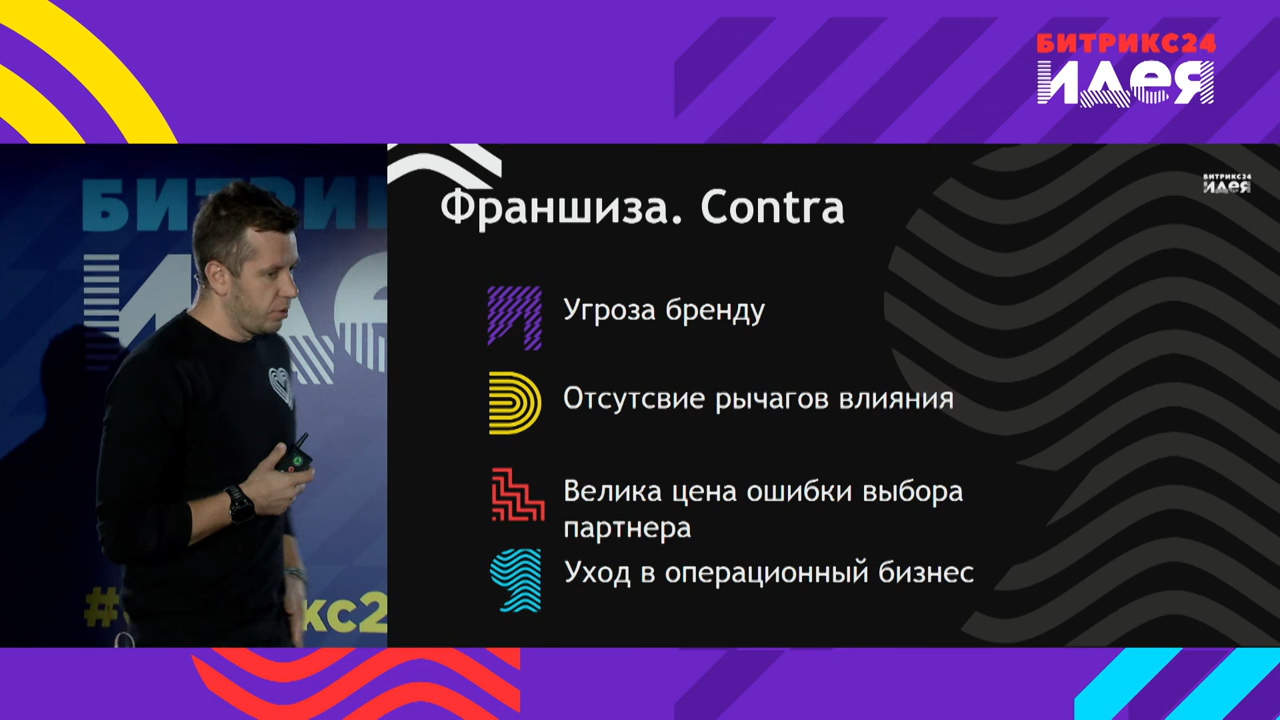 БИТРИКС24
идея
БИТРИКС24
идея
Франшиза. Contra
Угроза бренду
Отсутсвие рычагов влияния
Велика цена ошибки выбора
партнера
Уход в операционный бизнес